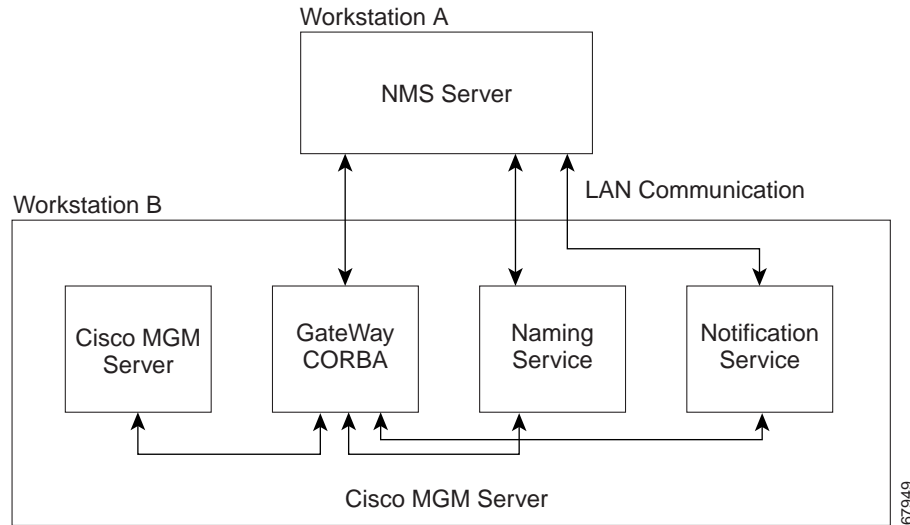 Workstation A
NMS Server
LAN Communication
Workstation B
Cisco MGM
Server
GateWay
CORBA
Naming
Service
Notification
Service
Cisco MGM Server
67949